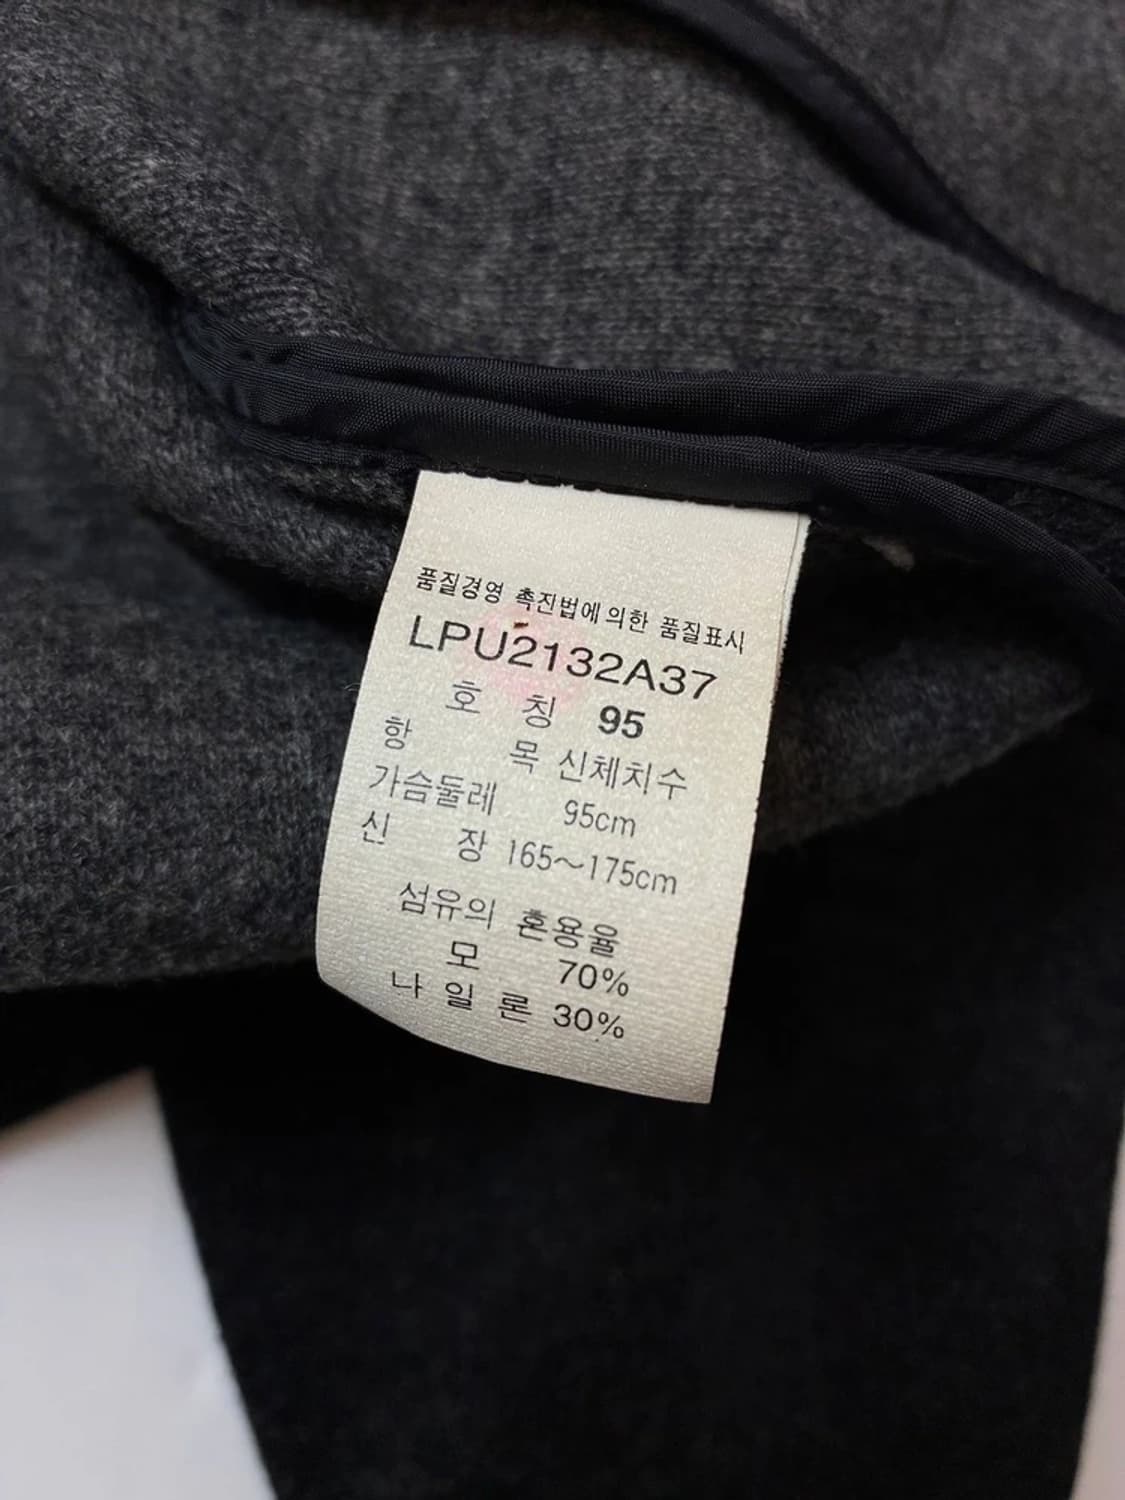 품질경영 촉진법에의한 품질표시
LPU2132A37
호 칭 95
항 목 신체치수
가슴둘레 95cm
신 장 165~175cm
섬유의 혼용율
모 70%
나 일 론 30%